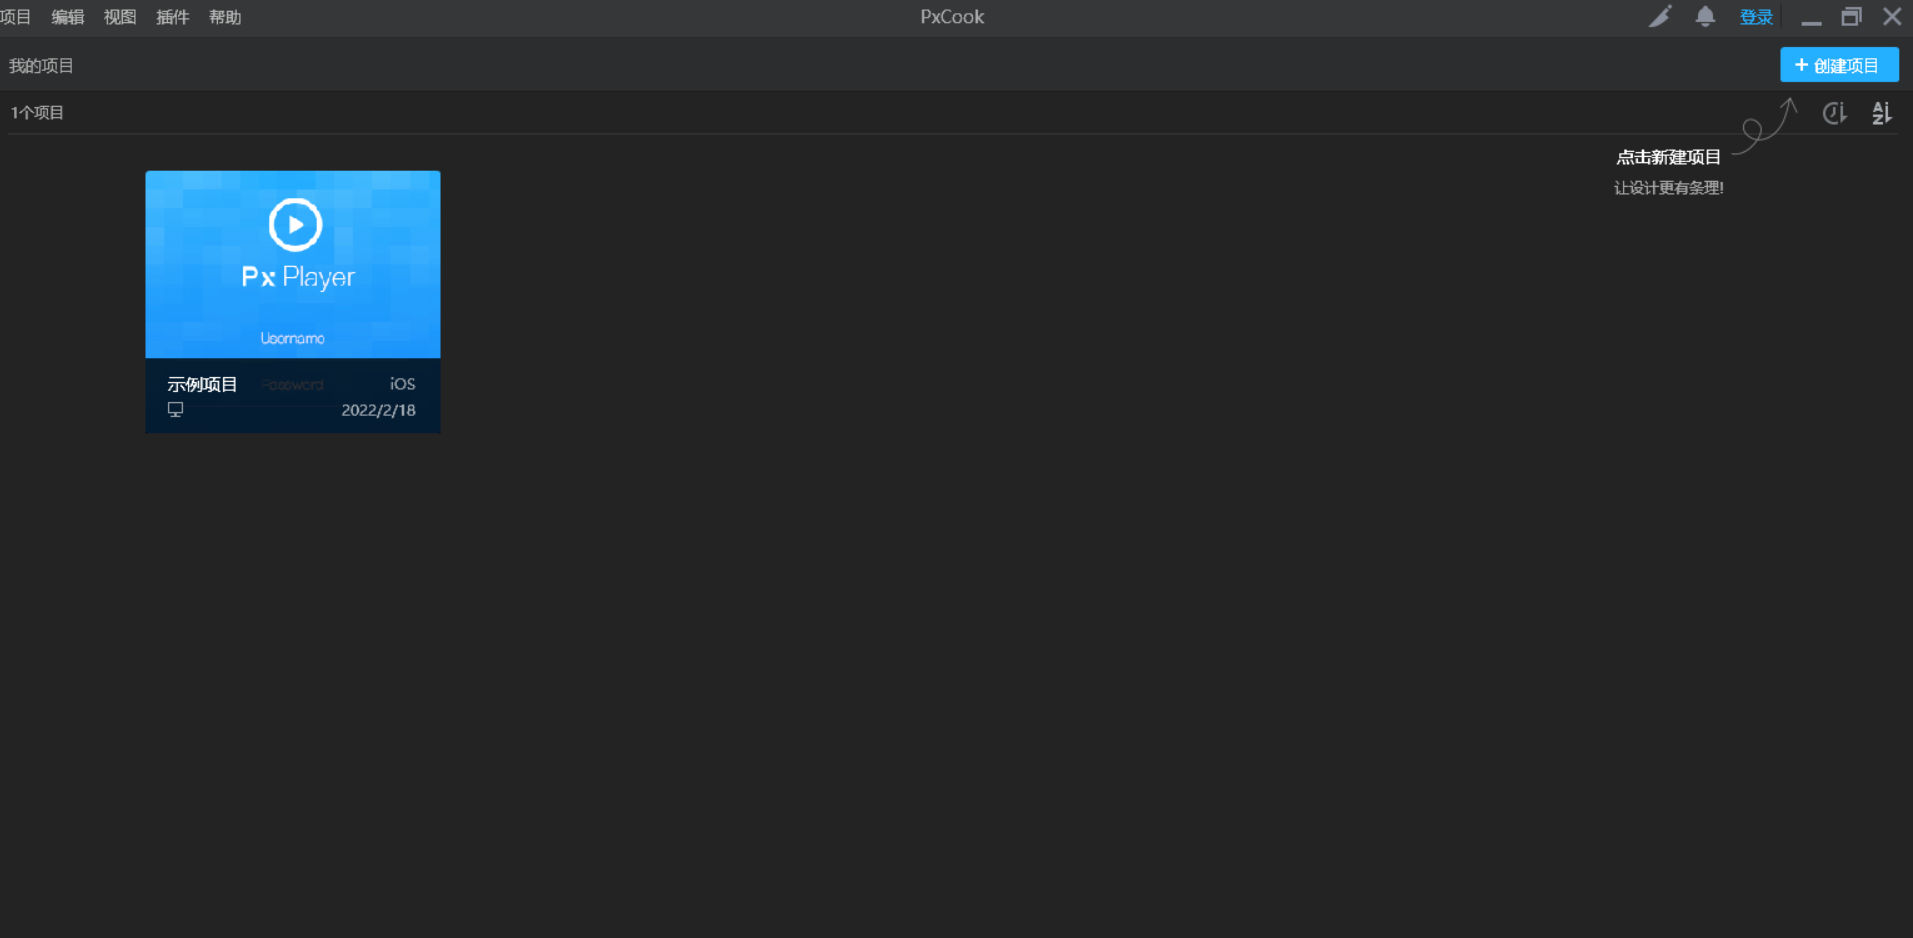 项目 编辑 视图 插件 帮助 PxCook 登录
我的项目 + 创建项目
1个项目
点击新建项目
让设计更有条理!
Px Player
Username
示例项目 Password iOS
2022/2/18